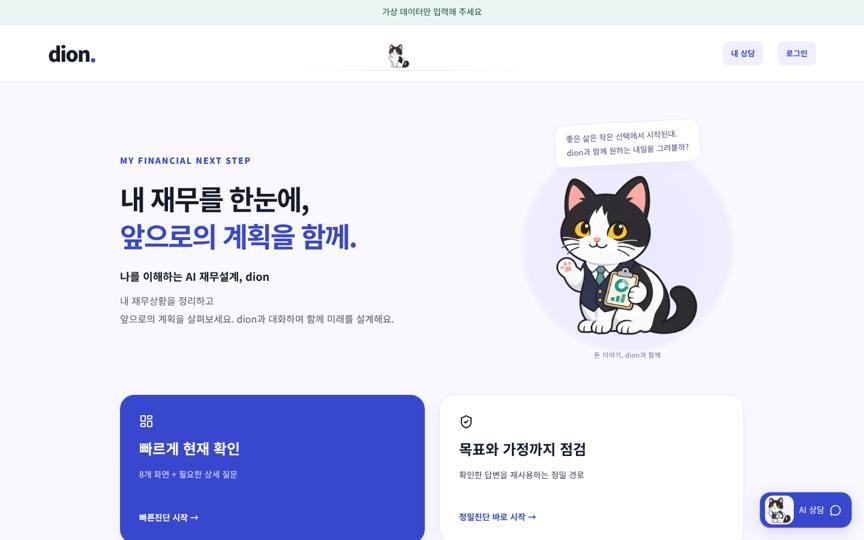 가상 데이터만 입력해 주세요
dion.
내 상담
로그인
좋은 삶은 작은 선택에서 시작된대.
dion과 함께 원하는 내일을 그려볼까?
MY FINANCIAL NEXT STEP
내 재무를 한눈에,
앞으로의 계획을 함께.
나를 이해하는 AI 재무설계, dion
내 재무상황을 정리하고
앞으로의 계획을 살펴보세요. dion과 대화하며 함께 미래를 설계해요.
돈 이야기, dion과 함께
빠르게 현재 확인
8개 화면 + 필요한 상세 질문
빠른진단 시작 →
목표와 가정까지 점검
확인한 답변을 재사용하는 정밀 경로
정밀진단 바로 시작 →
AI 상담